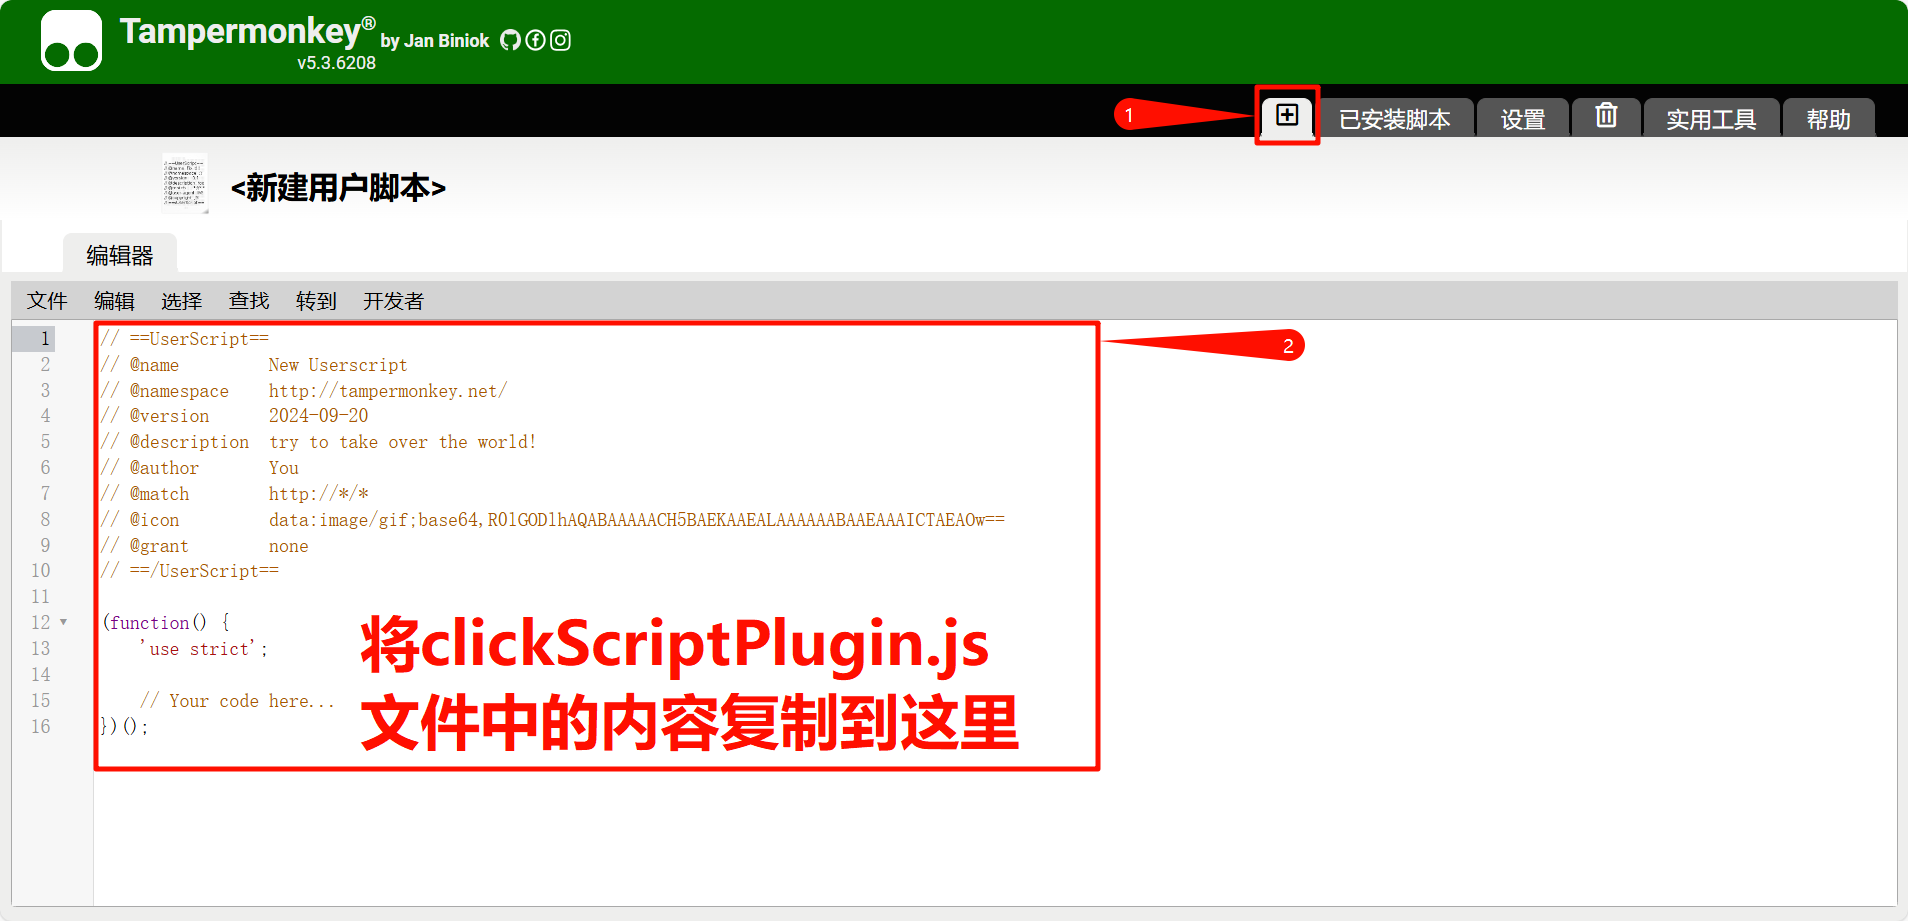 Tampermonkey® by Jan Biniok
v5.3.6208
1
已安装脚本
设置
实用工具
帮助
<新建用户脚本>
编辑器
文件 编辑 选择 查找 转到 开发者
1 // ==UserScript==
2 // @name New Userscript
3 // @namespace http://tampermonkey.net/
4 // @version 2024-09-20
5 // @description try to take over the world!
6 // @author You
7 // @match http://*/*
8 // @icon data:image/gif;base64,R0lGODlhAQABAAAAACH5BAEKAAEALAAAAAABAAEAAAICTAEAOw==
9 // @grant none
10 // ==/UserScript==
11
12 (function() {
13 'use strict';
14
15 // Your code here...
16 })();
2
将clickScriptPlugin.js
文件中的内容复制到这里